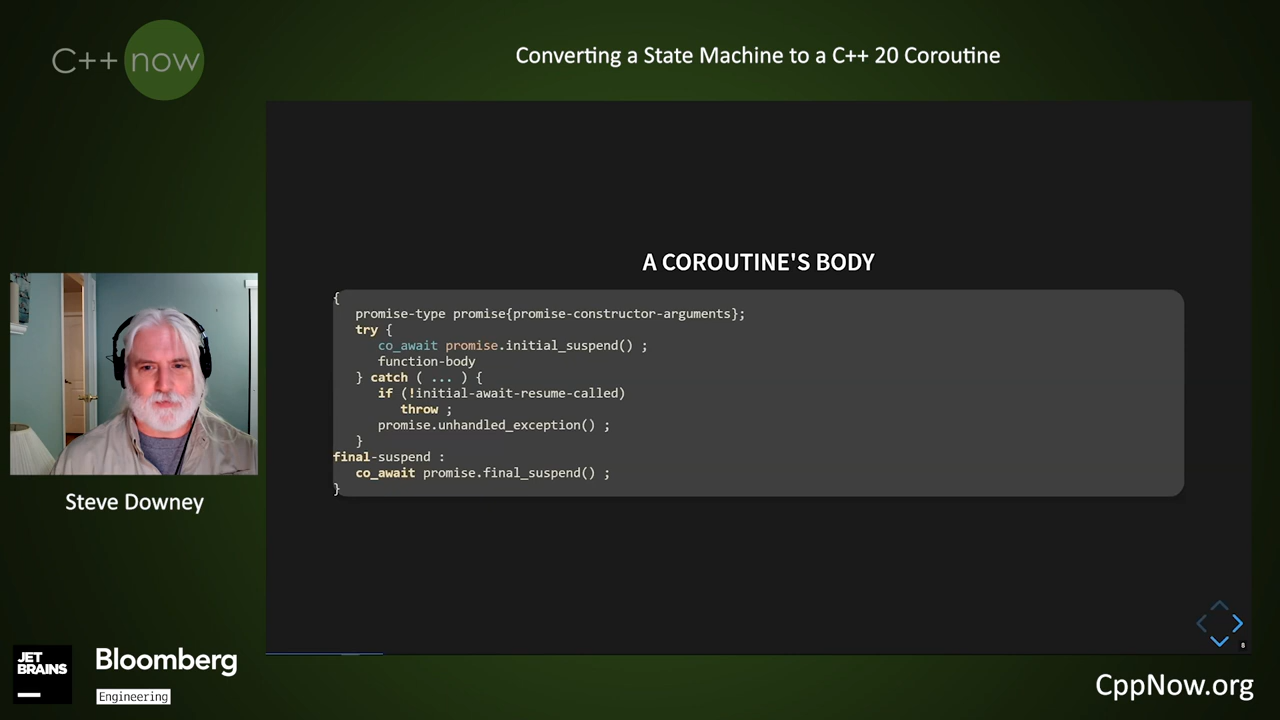 C++ now
Converting a State Machine to a C++ 20 Coroutine
A COROUTINE'S BODY
{
promise-type promise{promise-constructor-arguments};
try {
co_await promise.initial_suspend() ;
function-body
} catch ( ... ) {
if (!initial-await-resume-called)
throw ;
promise.unhandled_exception() ;
}
final-suspend :
co_await promise.final_suspend() ;
}
Steve Downey
8
JET
BRAINS
Bloomberg
Engineering
CppNow.org